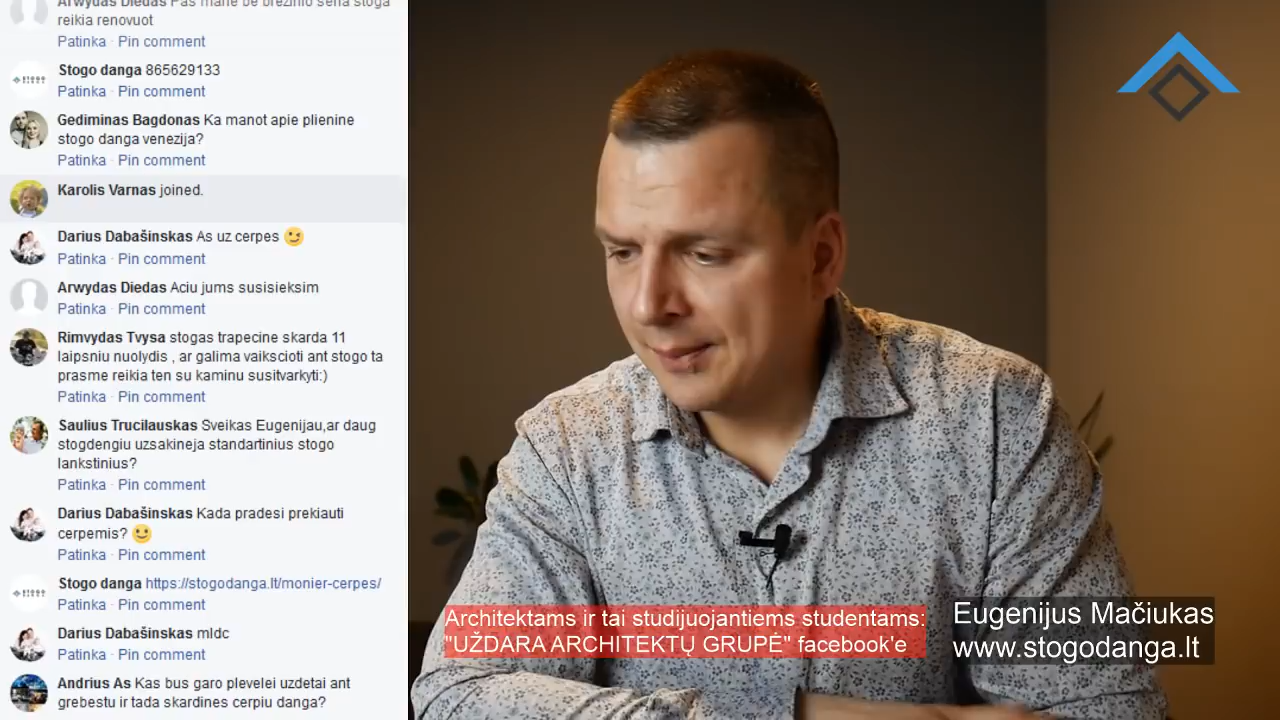 Arwydas Diedas Pas mane be brezinio sena stoga
reikia renovuot
Patinka · Pin comment
Stogo danga 865629133
Patinka · Pin comment
Gediminas Bagdonas Ka manot apie plienine
stogo danga venezija?
Patinka · Pin comment
Karolis Varnas joined.
Darius Dabašinskas As uz cerpes 😉
Patinka · Pin comment
Arwydas Diedas Aciu jums susisieksim
Patinka · Pin comment
Rimvydas Tvysa stogas trapecine skarda 11
laipsniu nuolydis , ar galima vaikscioti ant stogo ta
prasme reikia ten su kaminu susitvarkyti:)
Patinka · Pin comment
Saulius Trucilauskas Sveikas Eugenijau,ar daug
stogdengiu uzsakineja standartinius stogo
lankstinius?
Patinka · Pin comment
Darius Dabašinskas Kada pradesi prekiauti
cerpemis? 🙂
Patinka · Pin comment
Stogo danga https://stogodanga.lt/monier-cerpes/
Patinka · Pin comment
Darius Dabašinskas mldc
Patinka · Pin comment
Andrius As Kas bus garo plevelei uzdetai ant
grebestu ir tada skardines cerpiu danga?
Architektams ir tai studijuojantiems studentams:
"UŽDARA ARCHITEKTŲ GRUPĖ" facebook'e
Eugenijus Mačiukas
www.stogodanga.lt